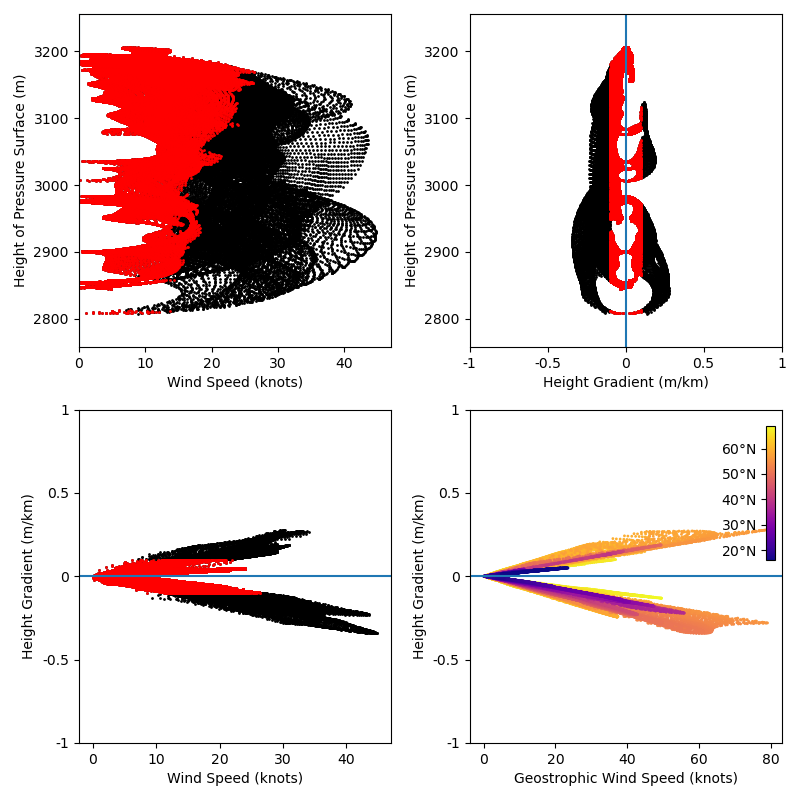 3200
3100
3000
2900
2800
Height of Pressure Surface (m)
0 10 20 30 40
Wind Speed (knots)
3200
3100
3000
2900
2800
Height of Pressure Surface (m)
-1 -0.5 0 0.5 1
Height Gradient (m/km)
1
0.5
0
-0.5
-1
Height Gradient (m/km)
0 10 20 30 40
Wind Speed (knots)
1
0.5
0
-0.5
-1
Height Gradient (m/km)
60°N
50°N
40°N
30°N
20°N
0 20 40 60 80
Geostrophic Wind Speed (knots)